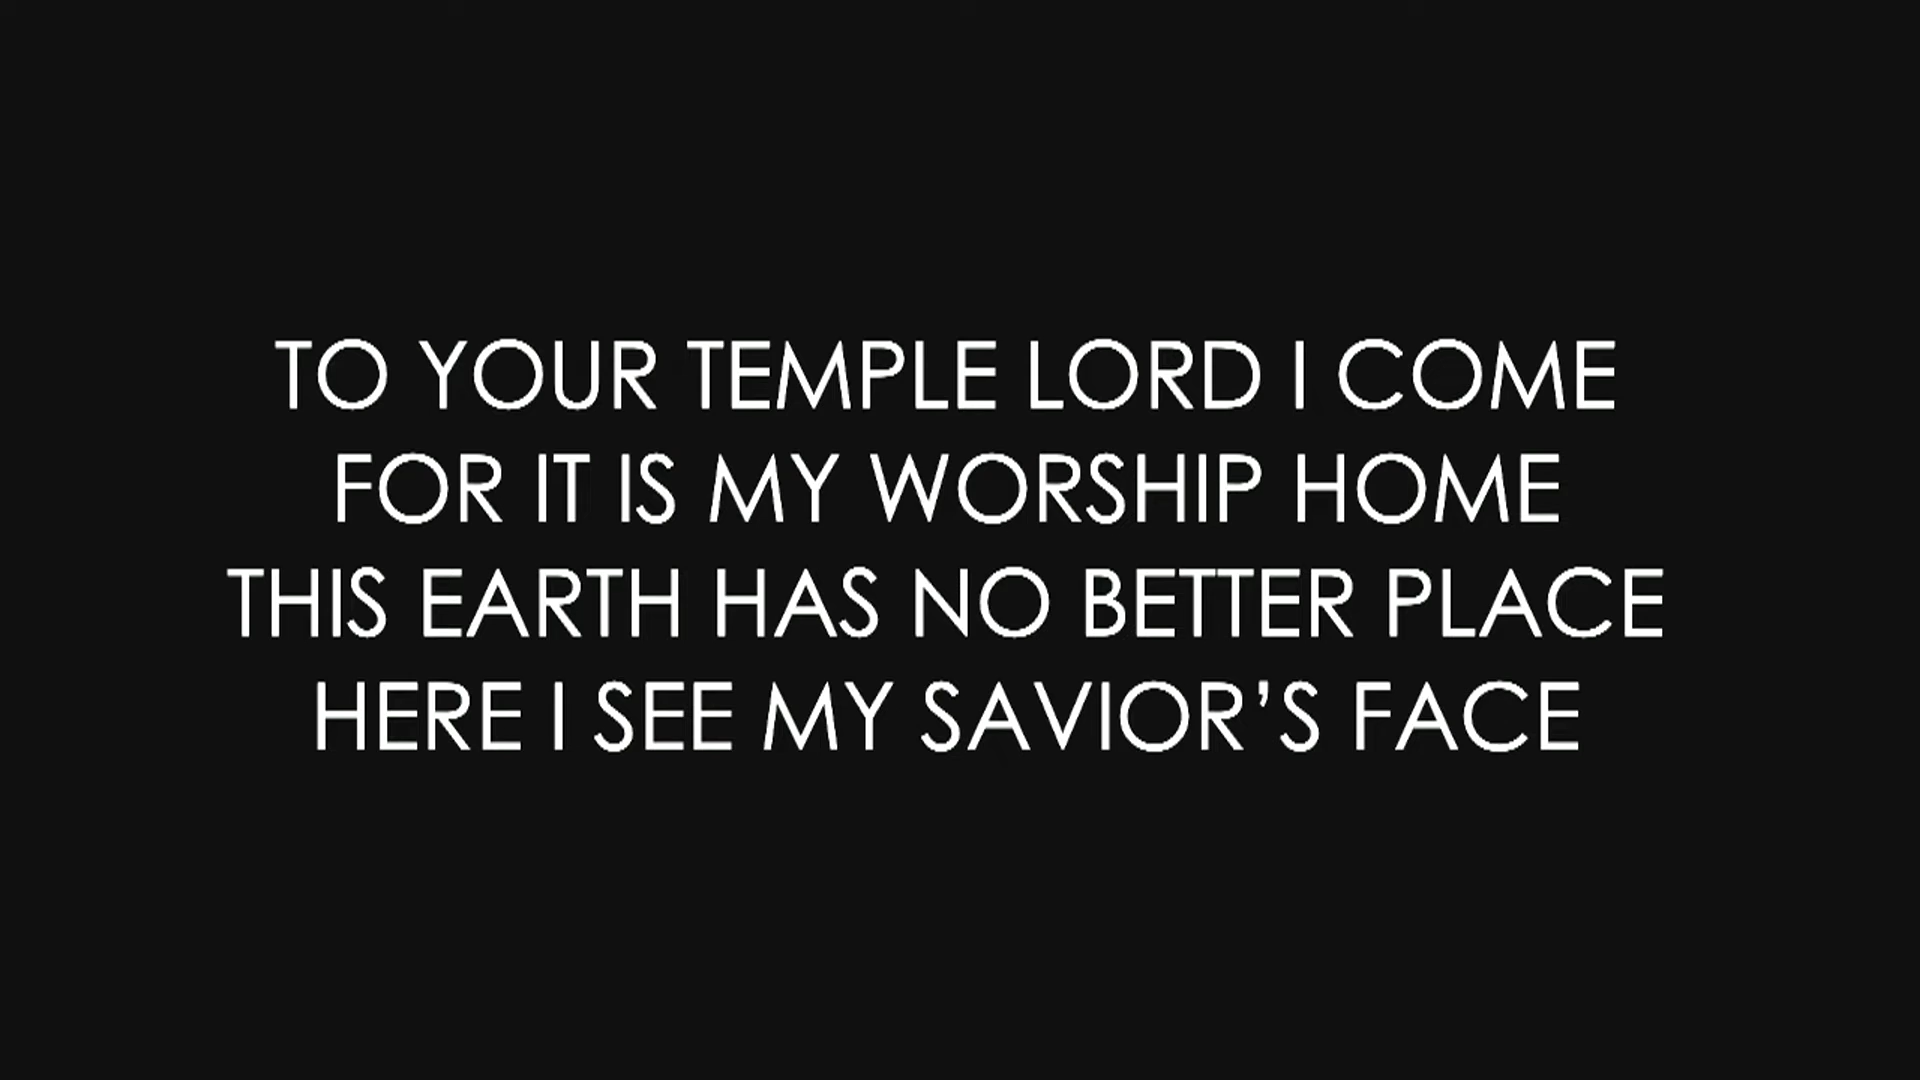 TO YOUR TEMPLE LORD I COME
FOR IT IS MY WORSHIP HOME
THIS EARTH HAS NO BETTER PLACE
HERE I SEE MY SAVIOR’S FACE